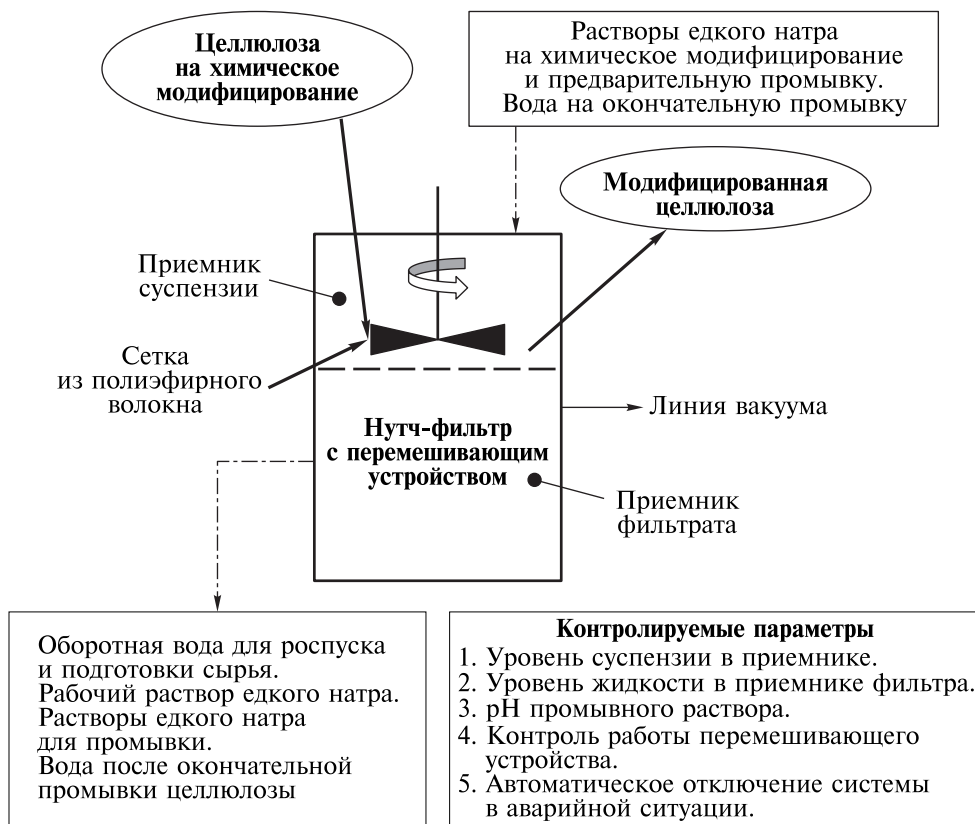 Целлюлоза
на химическое
модифицирование
Растворы едкого натра
на химическое модифицирование
и предварительную промывку.
Вода на окончательную промывку
Модифицированная
целлюлоза
Приемник
суспензии
Сетка
из полиэфирного
волокна
Линия вакуума
Нутч-фильтр
с перемешивающим
устройством
Приемник
фильтрата
Оборотная вода для роспуска
и подготовки сырья.
Рабочий раствор едкого натра.
Растворы едкого натра
для промывки.
Вода после окончательной
промывки целлюлозы
Контролируемые параметры
1. Уровень суспензии в приемнике.
2. Уровень жидкости в приемнике фильтра.
3. pH промывного раствора.
4. Контроль работы перемешивающего
устройства.
5. Автоматическое отключение системы
в аварийной ситуации.